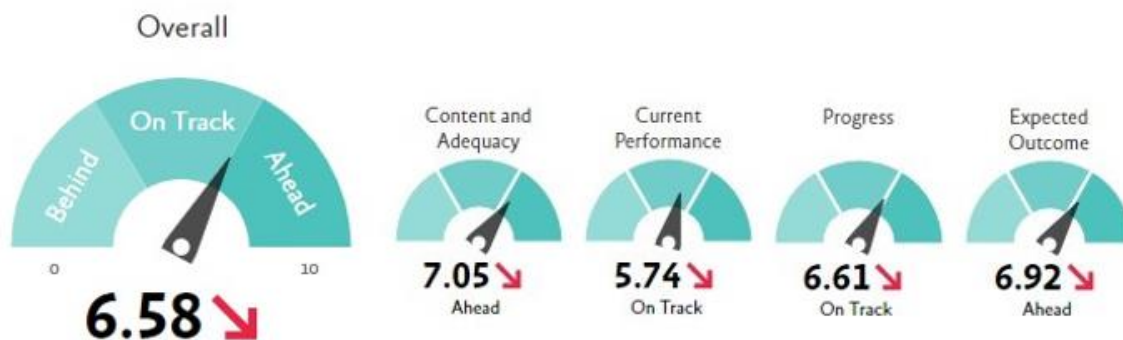 Overall
Behind
On Track
Ahead
0
10
6.58
Content and
Adequacy
7.05
Ahead
Current
Performance
5.74
On Track
Progress
6.61
On Track
Expected
Outcome
6.92
Ahead